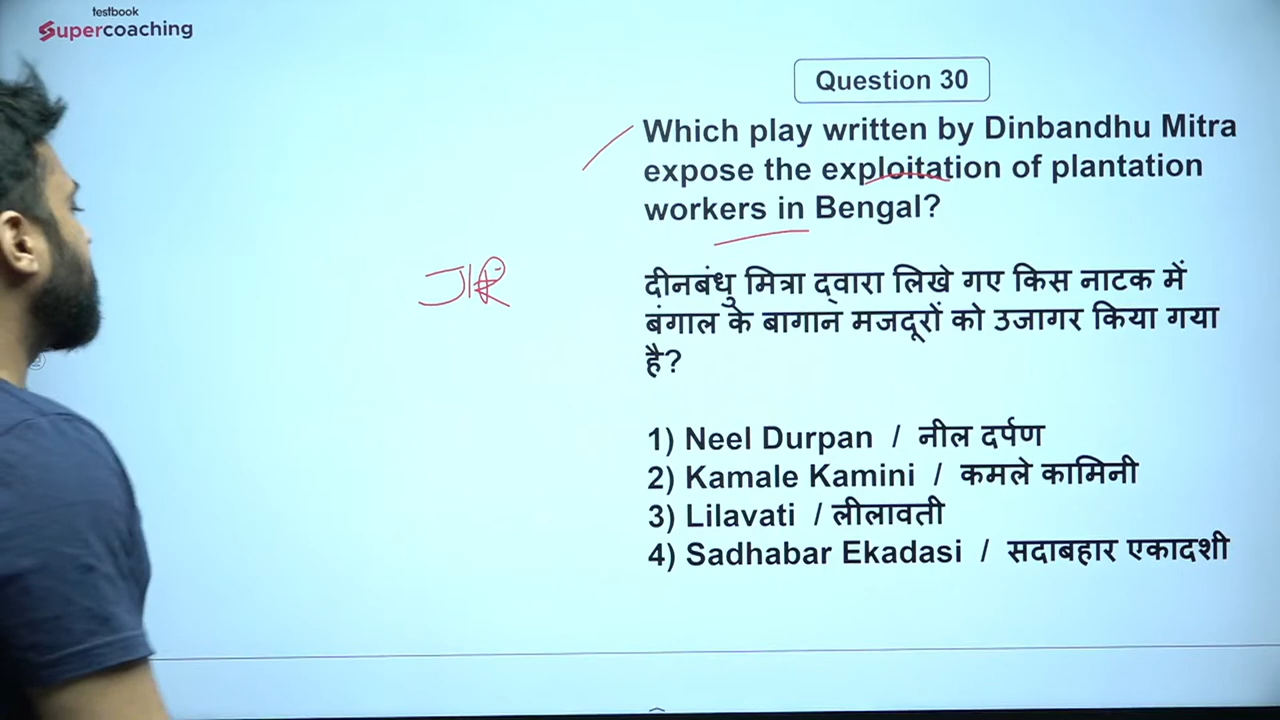 testbook
Supercoaching
Question 30
Which play written by Dinbandhu Mitra
expose the exploitation of plantation
workers in Bengal?
दीनबंधु मित्रा द्वारा लिखे गए किस नाटक में
बंगाल के बागान मजदूरों को उजागर किया गया
है?
1) Neel Durpan / नील दर्पण
2) Kamale Kamini / कमले कामिनी
3) Lilavati / लीलावती
4) Sadhabar Ekadasi / सदाबहार एकादशी